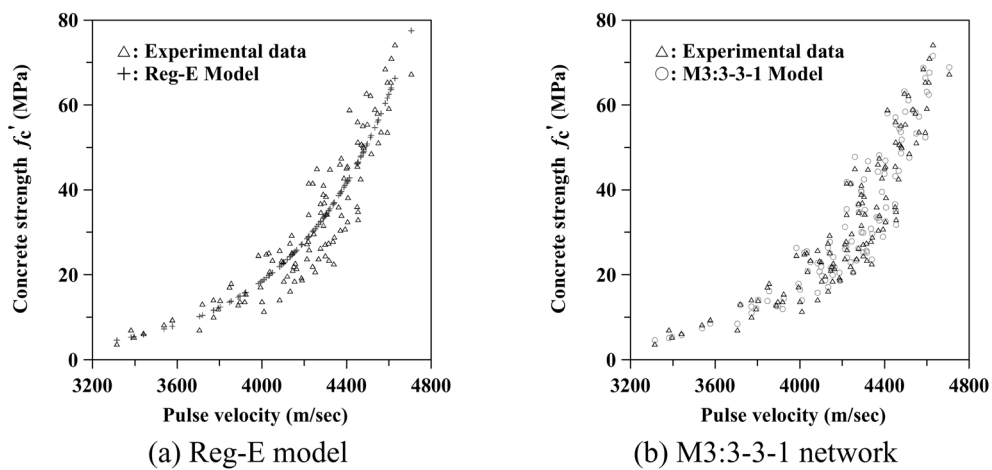 80
60
40
20
0
Concrete strength fc' (MPa)
△: Experimental data
+: Reg-E Model
3200 3600 4000 4400 4800
Pulse velocity (m/sec)
(a) Reg-E model
80
60
40
20
0
Concrete strength fc' (MPa)
△: Experimental data
○: M3:3-3-1 Model
3200 3600 4000 4400 4800
Pulse velocity (m/sec)
(b) M3:3-3-1 network